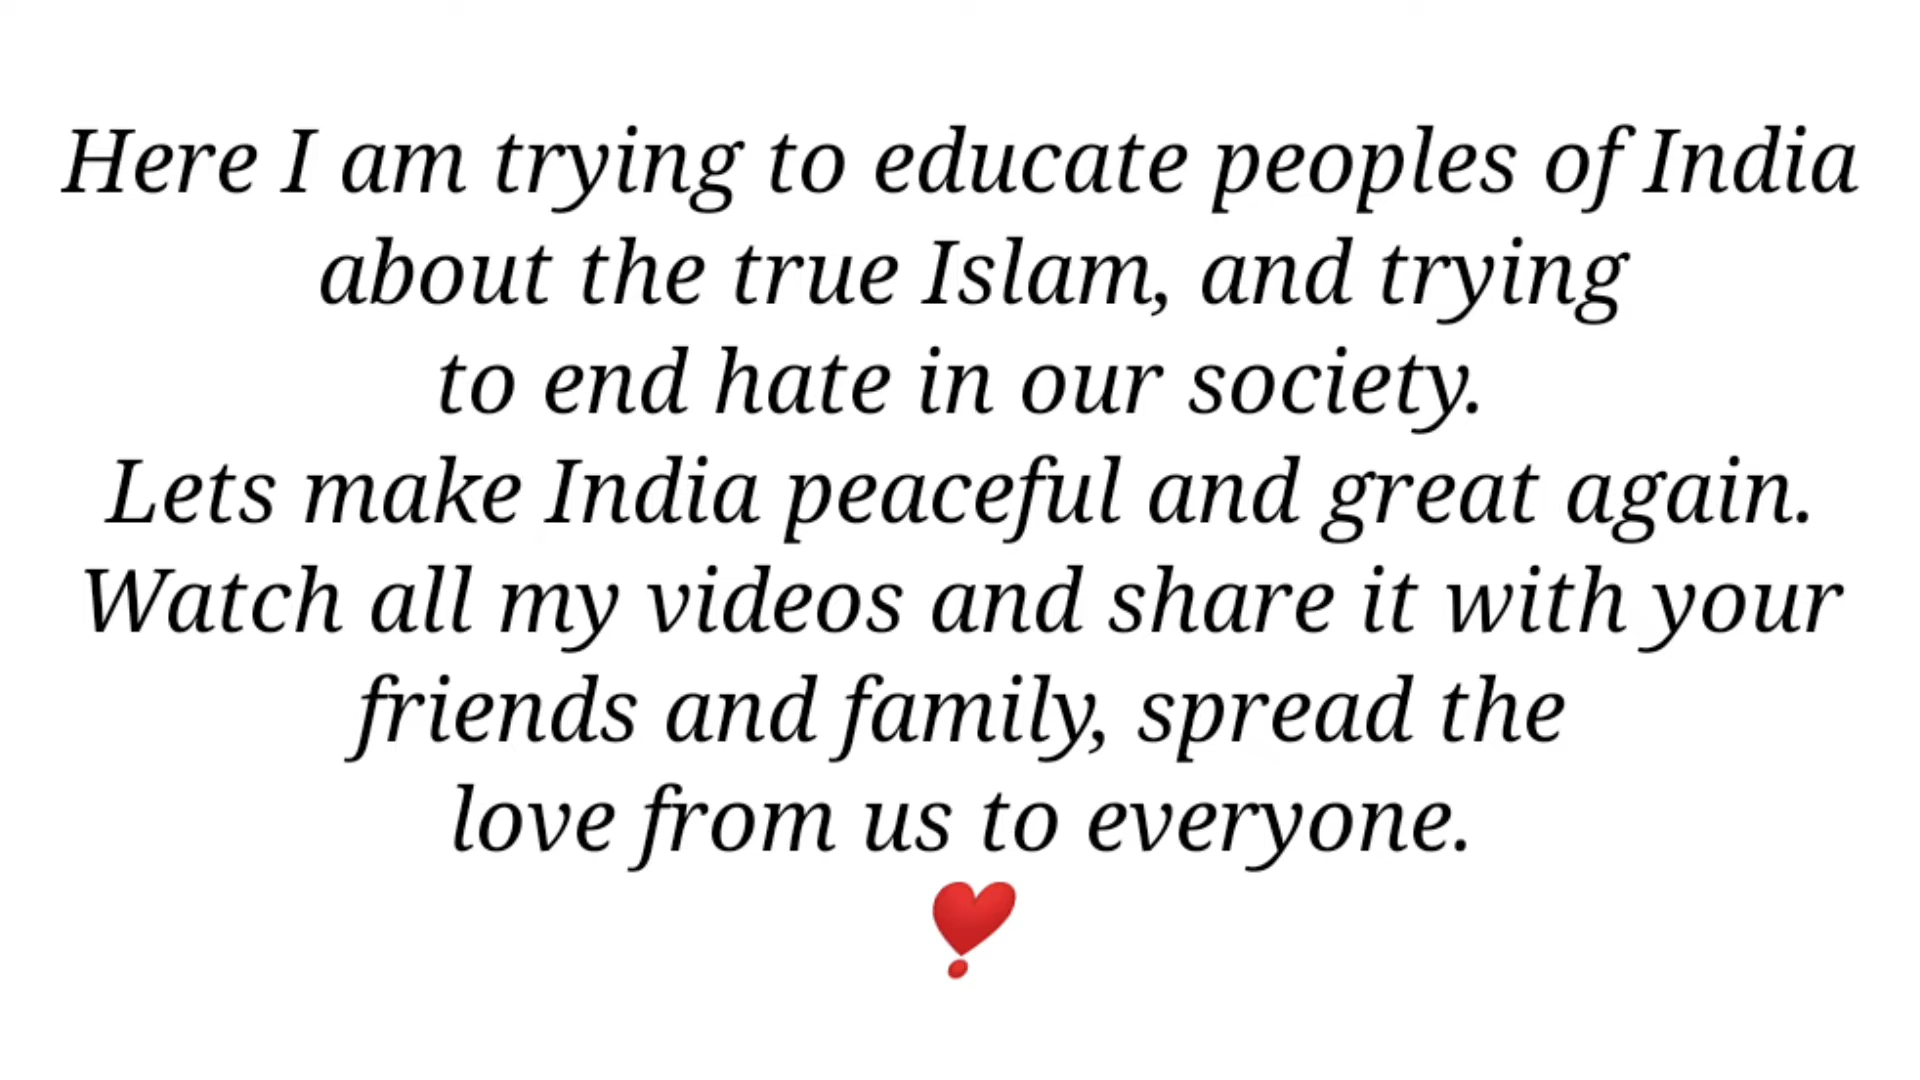 Here I am trying to educate peoples of India
about the true Islam, and trying
to end hate in our society.
Lets make India peaceful and great again.
Watch all my videos and share it with your
friends and family, spread the
love from us to everyone.
❣️